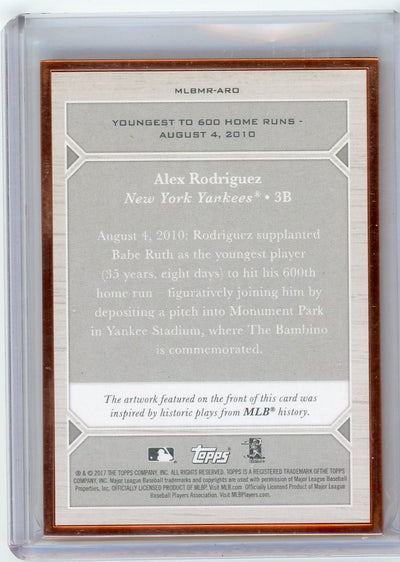 MLBMR-ARO
YOUNGEST TO 600 HOME RUNS -
AUGUST 4, 2010
Alex Rodriguez
New York Yankees® • 3B
August 4, 2010: Rodriguez supplanted
Babe Ruth as the youngest player
(35 years, eight days) to hit his 600th
home run – figuratively joining him by
depositing a pitch into Monument Park
in Yankee Stadium, where The Bambino
is commemorated.
The artwork featured on the front of this card was
inspired by historic plays from MLB® history.
Topps
® & © 2017 THE TOPPS COMPANY, INC. ALL RIGHTS RESERVED. TOPPS IS A REGISTERED TRADEMARK OF THE TOPPS
COMPANY, INC. Major League Baseball trademarks and copyrights are used with permission of Major League Baseball
Properties, Inc. OFFICIALLY LICENSED PRODUCT OF MLBP. Visit MLB.com. Officially Licensed Product of Major League
Baseball Players Association. Visit MLBPlayers.com.